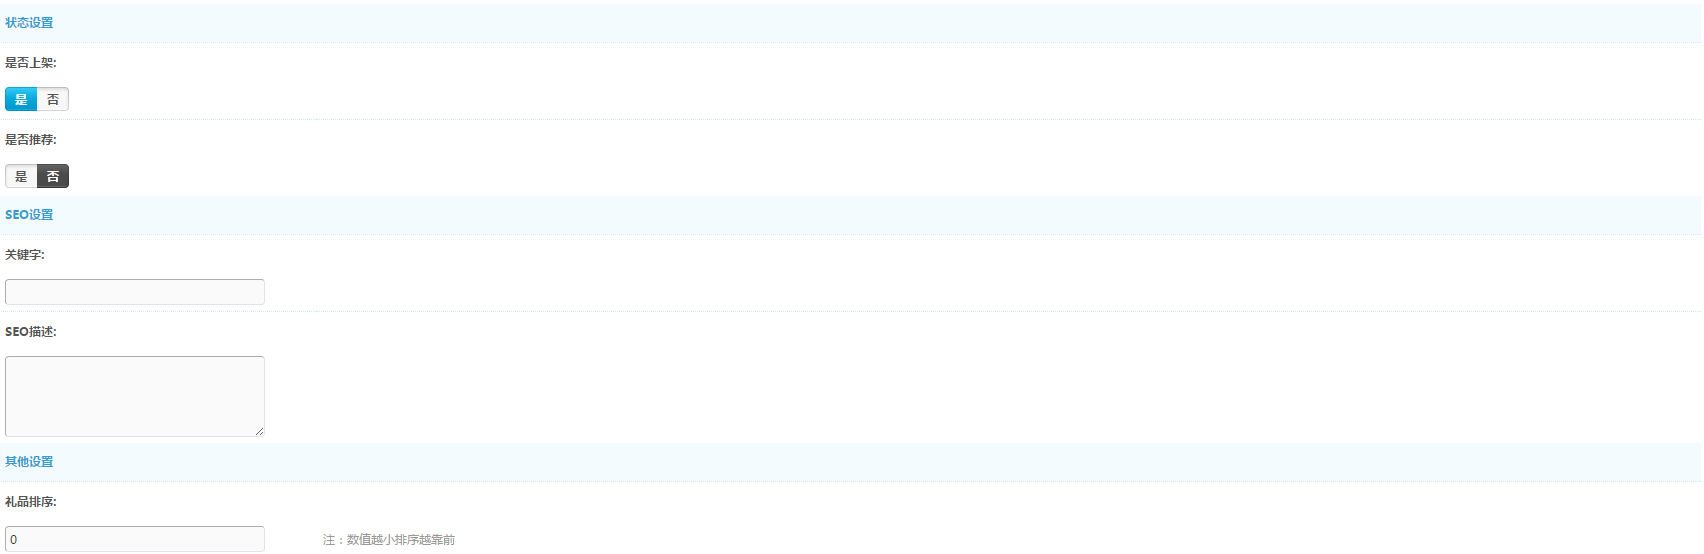 状态设置
是否上架:
是 否
是否推荐:
是 否
SEO设置
关键字:
SEO描述:
其他设置
礼品排序:
0 注：数值越小排序越靠前